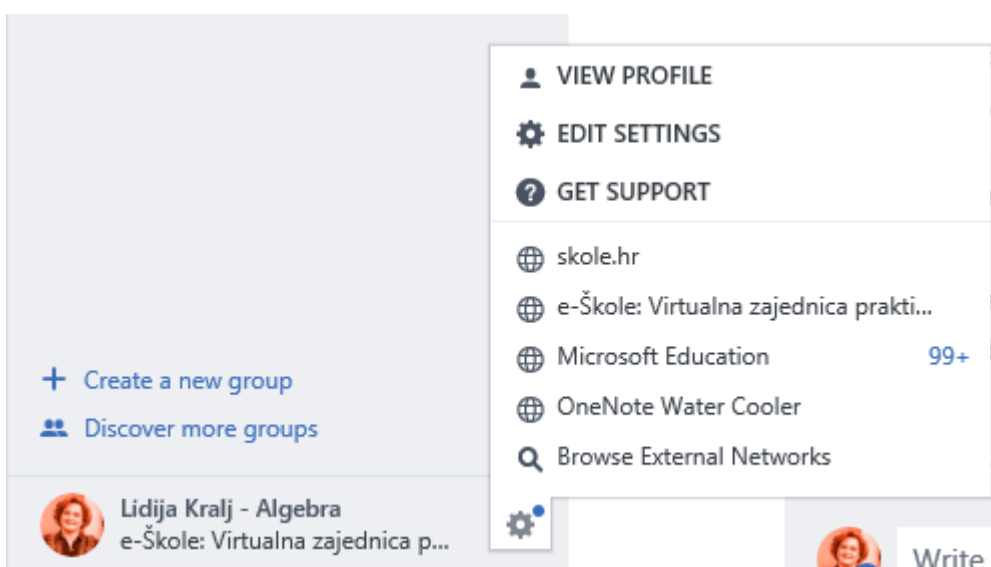 VIEW PROFILE
EDIT SETTINGS
GET SUPPORT
skole.hr
e-Škole: Virtualna zajednica prakti...
Microsoft Education 99+
OneNote Water Cooler
Browse External Networks
+ Create a new group
Discover more groups
Lidija Kralj - Algebra
e-Škole: Virtualna zajednica p...
Write